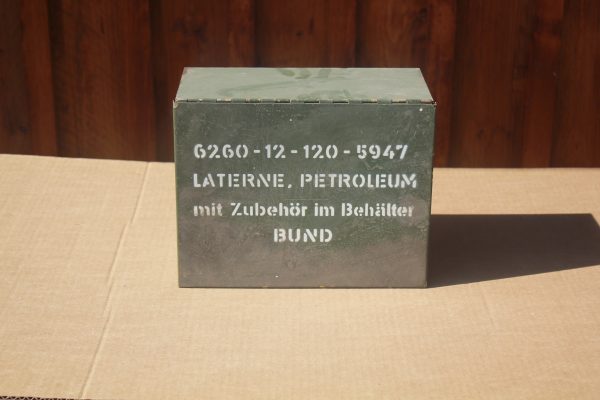 6260-12-120-5947
LATERNE, PETROLEUM
mit Zubehör im Behälter
BUND